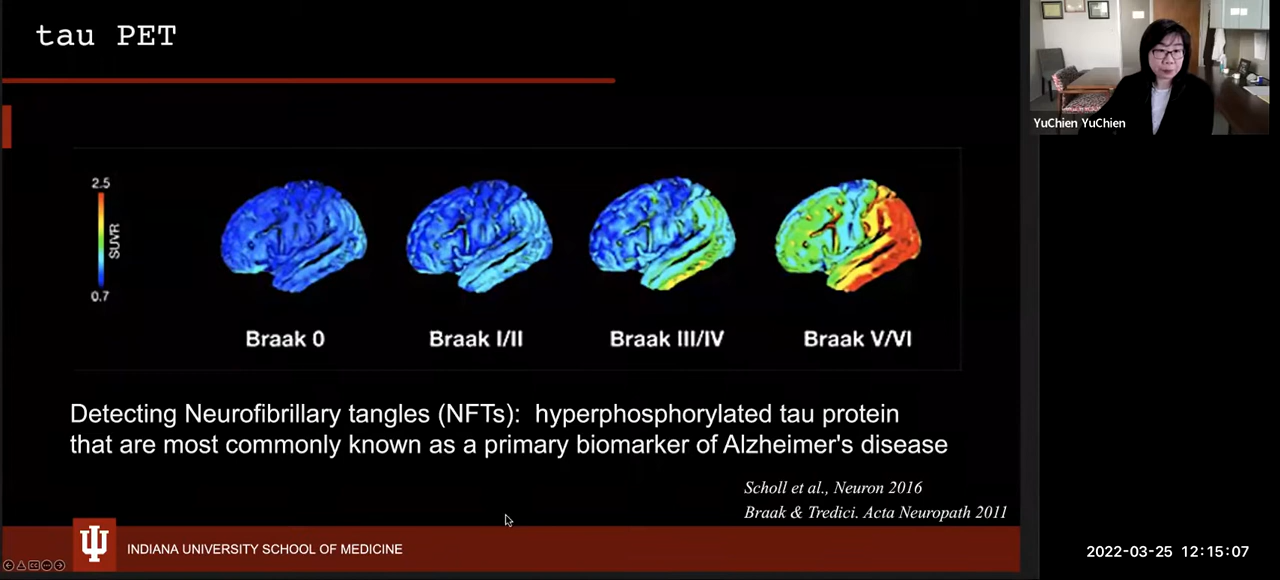 tau PET
YuChien YuChien
2.5
SUVR
0.7
Braak 0
Braak I/II
Braak III/IV
Braak V/VI
Detecting Neurofibrillary tangles (NFTs): hyperphosphorylated tau protein
that are most commonly known as a primary biomarker of Alzheimer's disease
Scholl et al., Neuron 2016
Braak & Tredici. Acta Neuropath 2011
INDIANA UNIVERSITY SCHOOL OF MEDICINE
2022-03-25 12:15:07